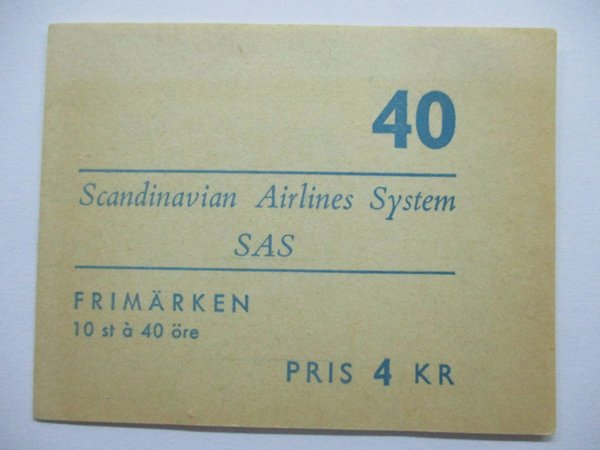 40
Scandinavian Airlines System
SAS
FRIMÄRKEN
10 st à 40 öre
PRIS 4 KR